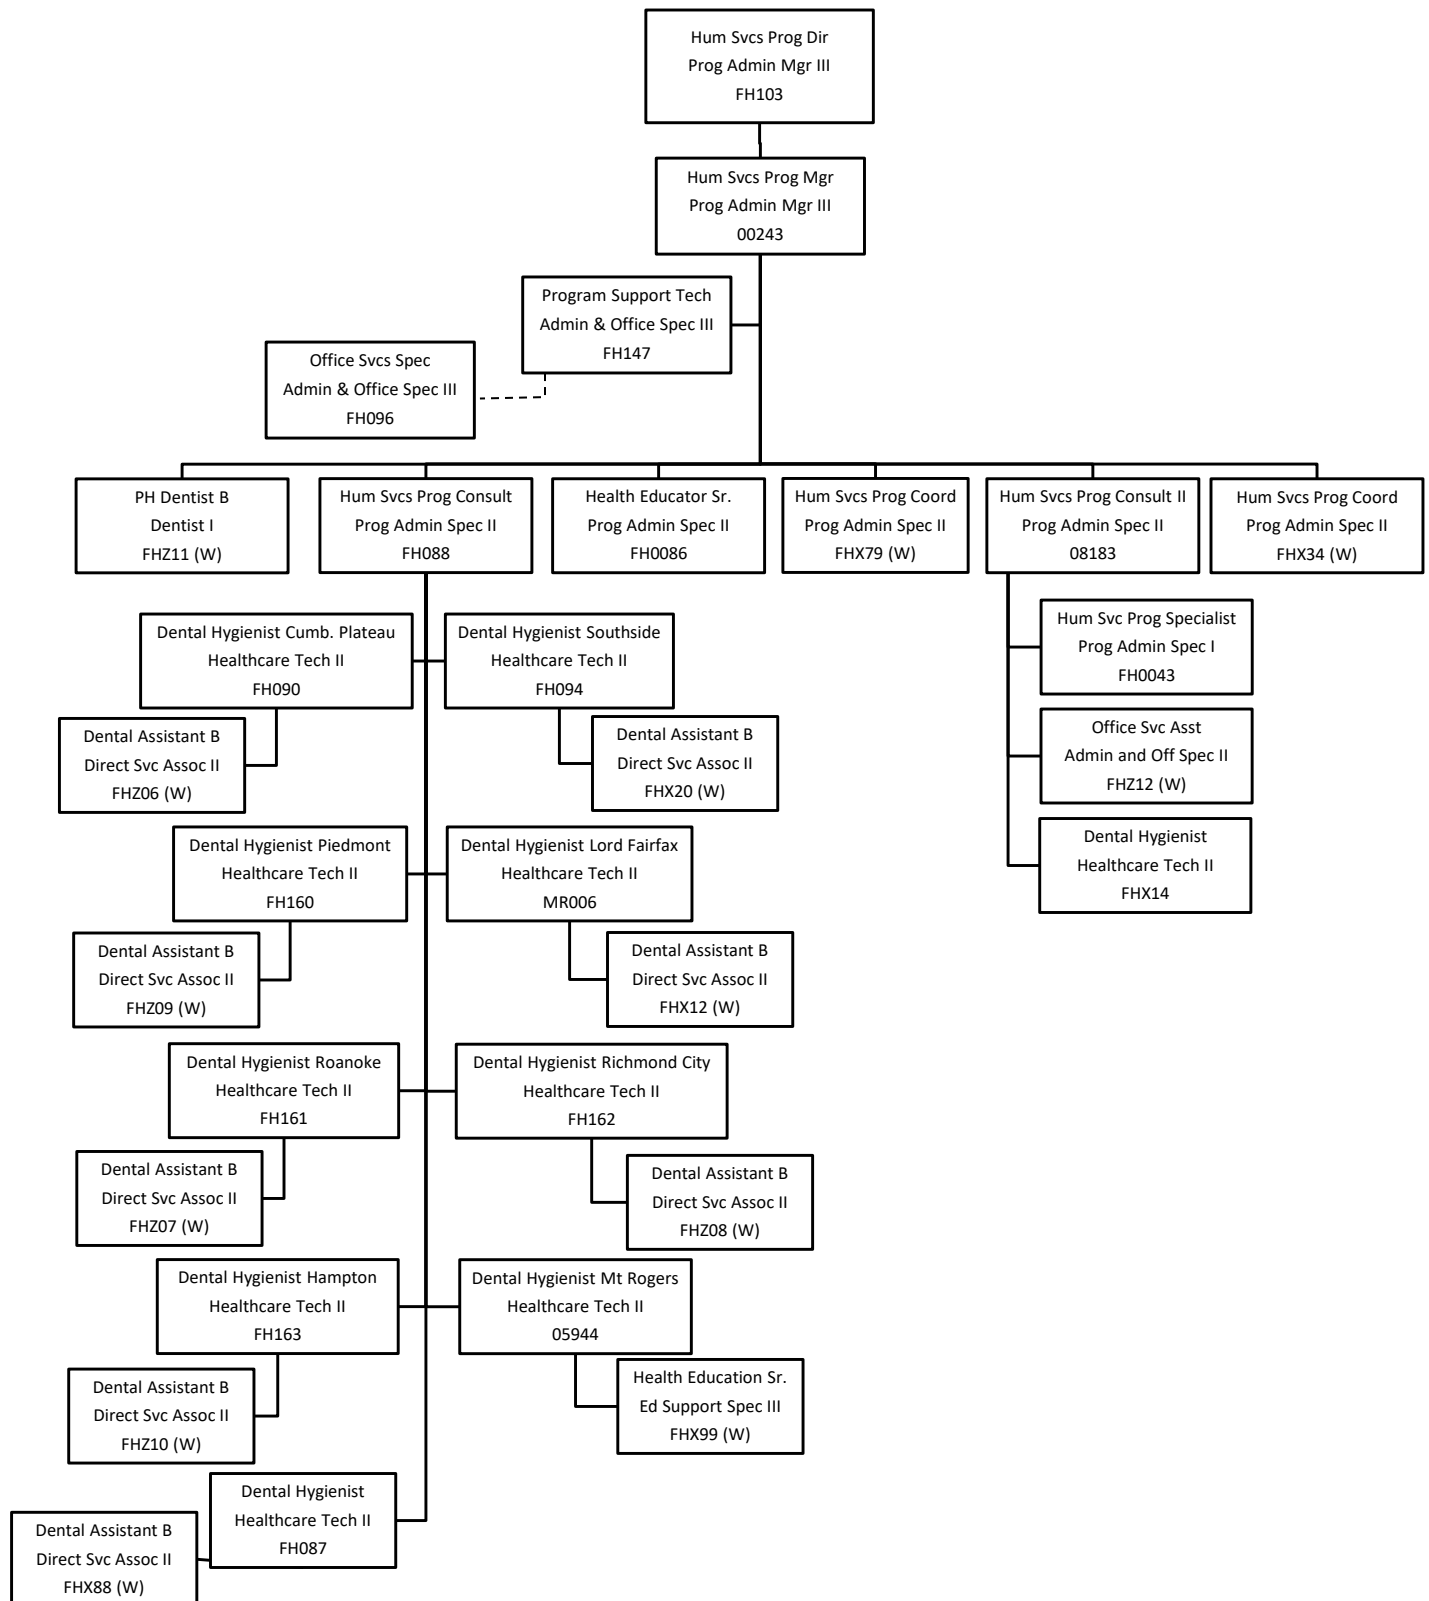 Hum Svcs Prog Dir
Prog Admin Mgr III
FH103
Hum Svcs Prog Mgr
Prog Admin Mgr III
00243
Program Support Tech
Admin & Office Spec III
FH147
Office Svcs Spec
Admin & Office Spec III
FH096
PH Dentist B
Dentist I
FHZ11 (W)
Hum Svcs Prog Consult
Prog Admin Spec II
FH088
Health Educator Sr.
Prog Admin Spec II
FH0086
Hum Svcs Prog Coord
Prog Admin Spec II
FHX79 (W)
Hum Svcs Prog Consult II
Prog Admin Spec II
08183
Hum Svcs Prog Coord
Prog Admin Spec II
FHX34 (W)
Dental Hygienist Cumb. Plateau
Healthcare Tech II
FH090
Dental Hygienist Southside
Healthcare Tech II
FH094
Hum Svc Prog Specialist
Prog Admin Spec I
FH0043
Dental Assistant B
Direct Svc Assoc II
FHZ06 (W)
Dental Assistant B
Direct Svc Assoc II
FHX20 (W)
Office Svc Asst
Admin and Off Spec II
FHZ12 (W)
Dental Hygienist Piedmont
Healthcare Tech II
FH160
Dental Hygienist Lord Fairfax
Healthcare Tech II
MR006
Dental Hygienist
Healthcare Tech II
FHX14
Dental Assistant B
Direct Svc Assoc II
FHZ09 (W)
Dental Assistant B
Direct Svc Assoc II
FHX12 (W)
Dental Hygienist Roanoke
Healthcare Tech II
FH161
Dental Hygienist Richmond City
Healthcare Tech II
FH162
Dental Assistant B
Direct Svc Assoc II
FHZ07 (W)
Dental Assistant B
Direct Svc Assoc II
FHZ08 (W)
Dental Hygienist Hampton
Healthcare Tech II
FH163
Dental Hygienist Mt Rogers
Healthcare Tech II
05944
Dental Assistant B
Direct Svc Assoc II
FHZ10 (W)
Health Education Sr.
Ed Support Spec III
FHX99 (W)
Dental Hygienist
Healthcare Tech II
FH087
Dental Assistant B
Direct Svc Assoc II
FHX88 (W)